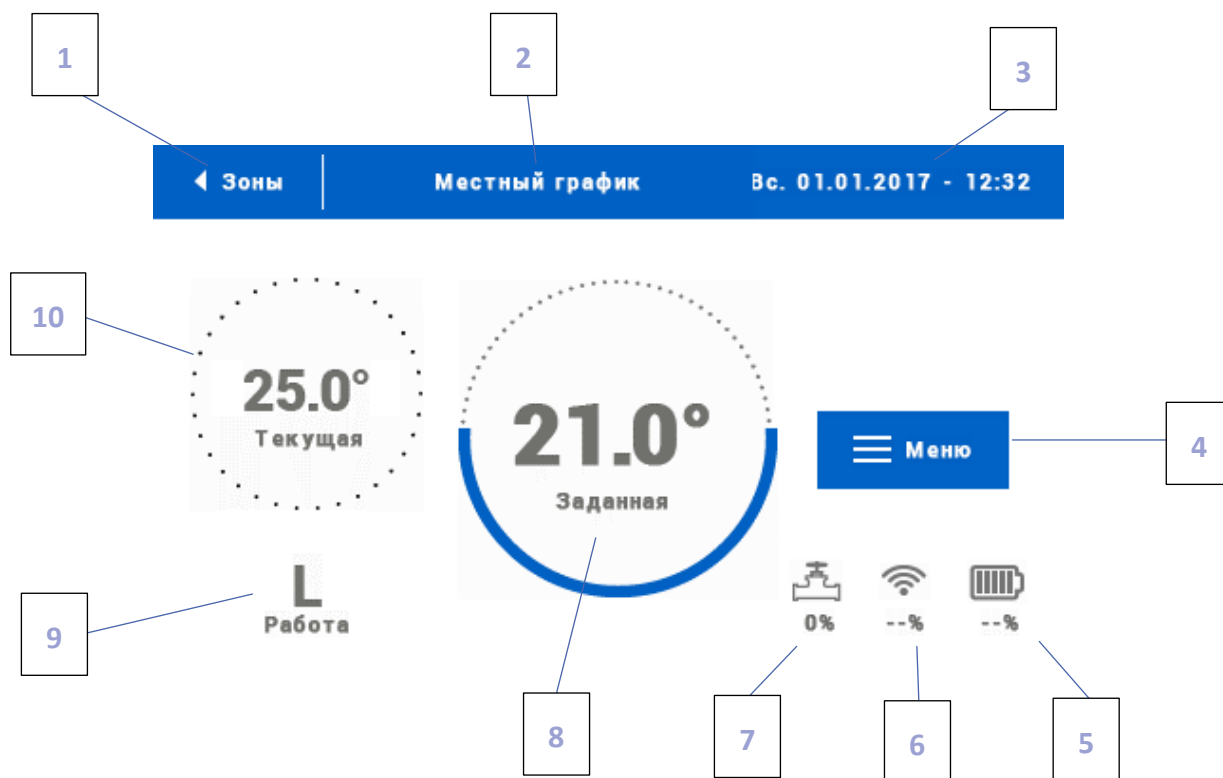 1
2
3
Зоны
Местный график
Вс. 01.01.2017 - 12:32
10
25.0°
Текущая
21.0°
Заданная
Меню
4
L
Работа
9
0%
--%
--%
8
7
6
5